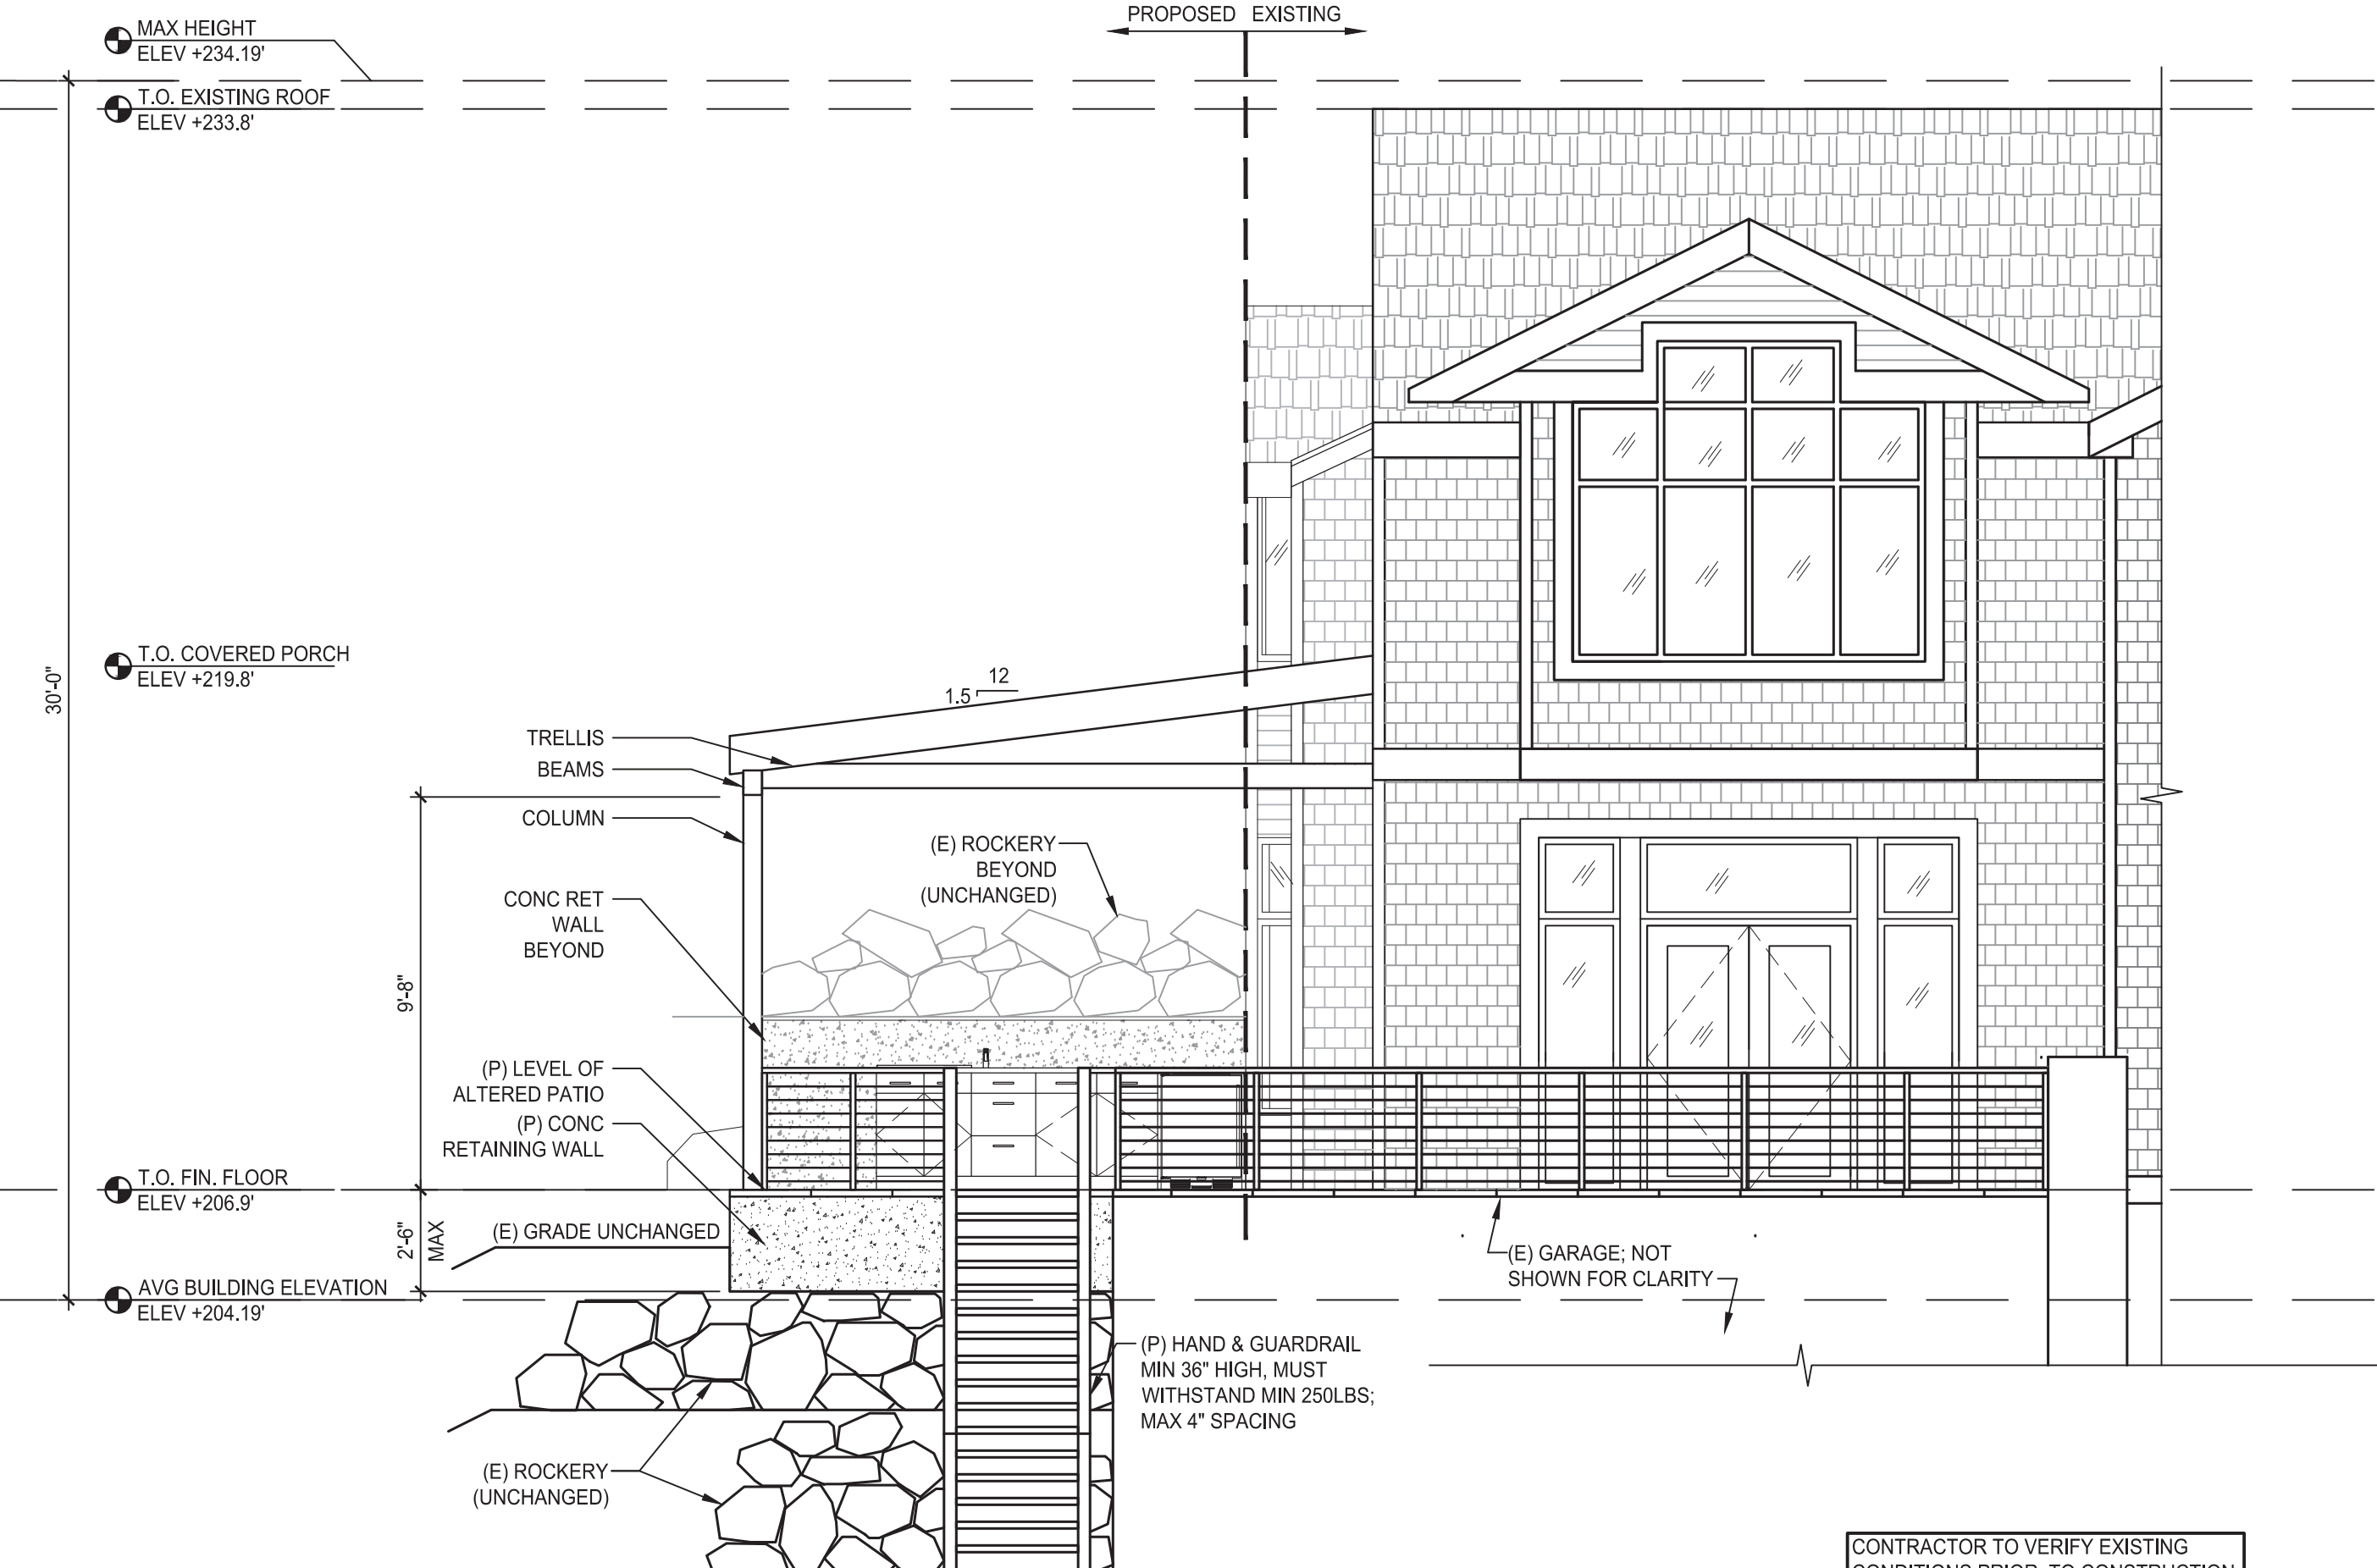 PROPOSED EXISTING
MAX HEIGHT
ELEV +234.19'
T.O. EXISTING ROOF
ELEV +233.8'
T.O. COVERED PORCH
ELEV +219.8'
30'-0"
12
1.5
TRELLIS
BEAMS
COLUMN
(E) ROCKERY
BEYOND
(UNCHANGED)
CONC RET
WALL
BEYOND
9'-8"
(P) LEVEL OF
ALTERED PATIO
(P) CONC
RETAINING WALL
T.O. FIN. FLOOR
ELEV +206.9'
2'-6"
MAX
(E) GRADE UNCHANGED
(E) GARAGE; NOT
SHOWN FOR CLARITY
AVG BUILDING ELEVATION
ELEV +204.19'
(P) HAND & GUARDRAIL
MIN 36" HIGH, MUST
WITHSTAND MIN 250LBS;
MAX 4" SPACING
(E) ROCKERY
(UNCHANGED)
CONTRACTOR TO VERIFY EXISTING
CONDITIONS PRIOR TO CONSTRUCTION